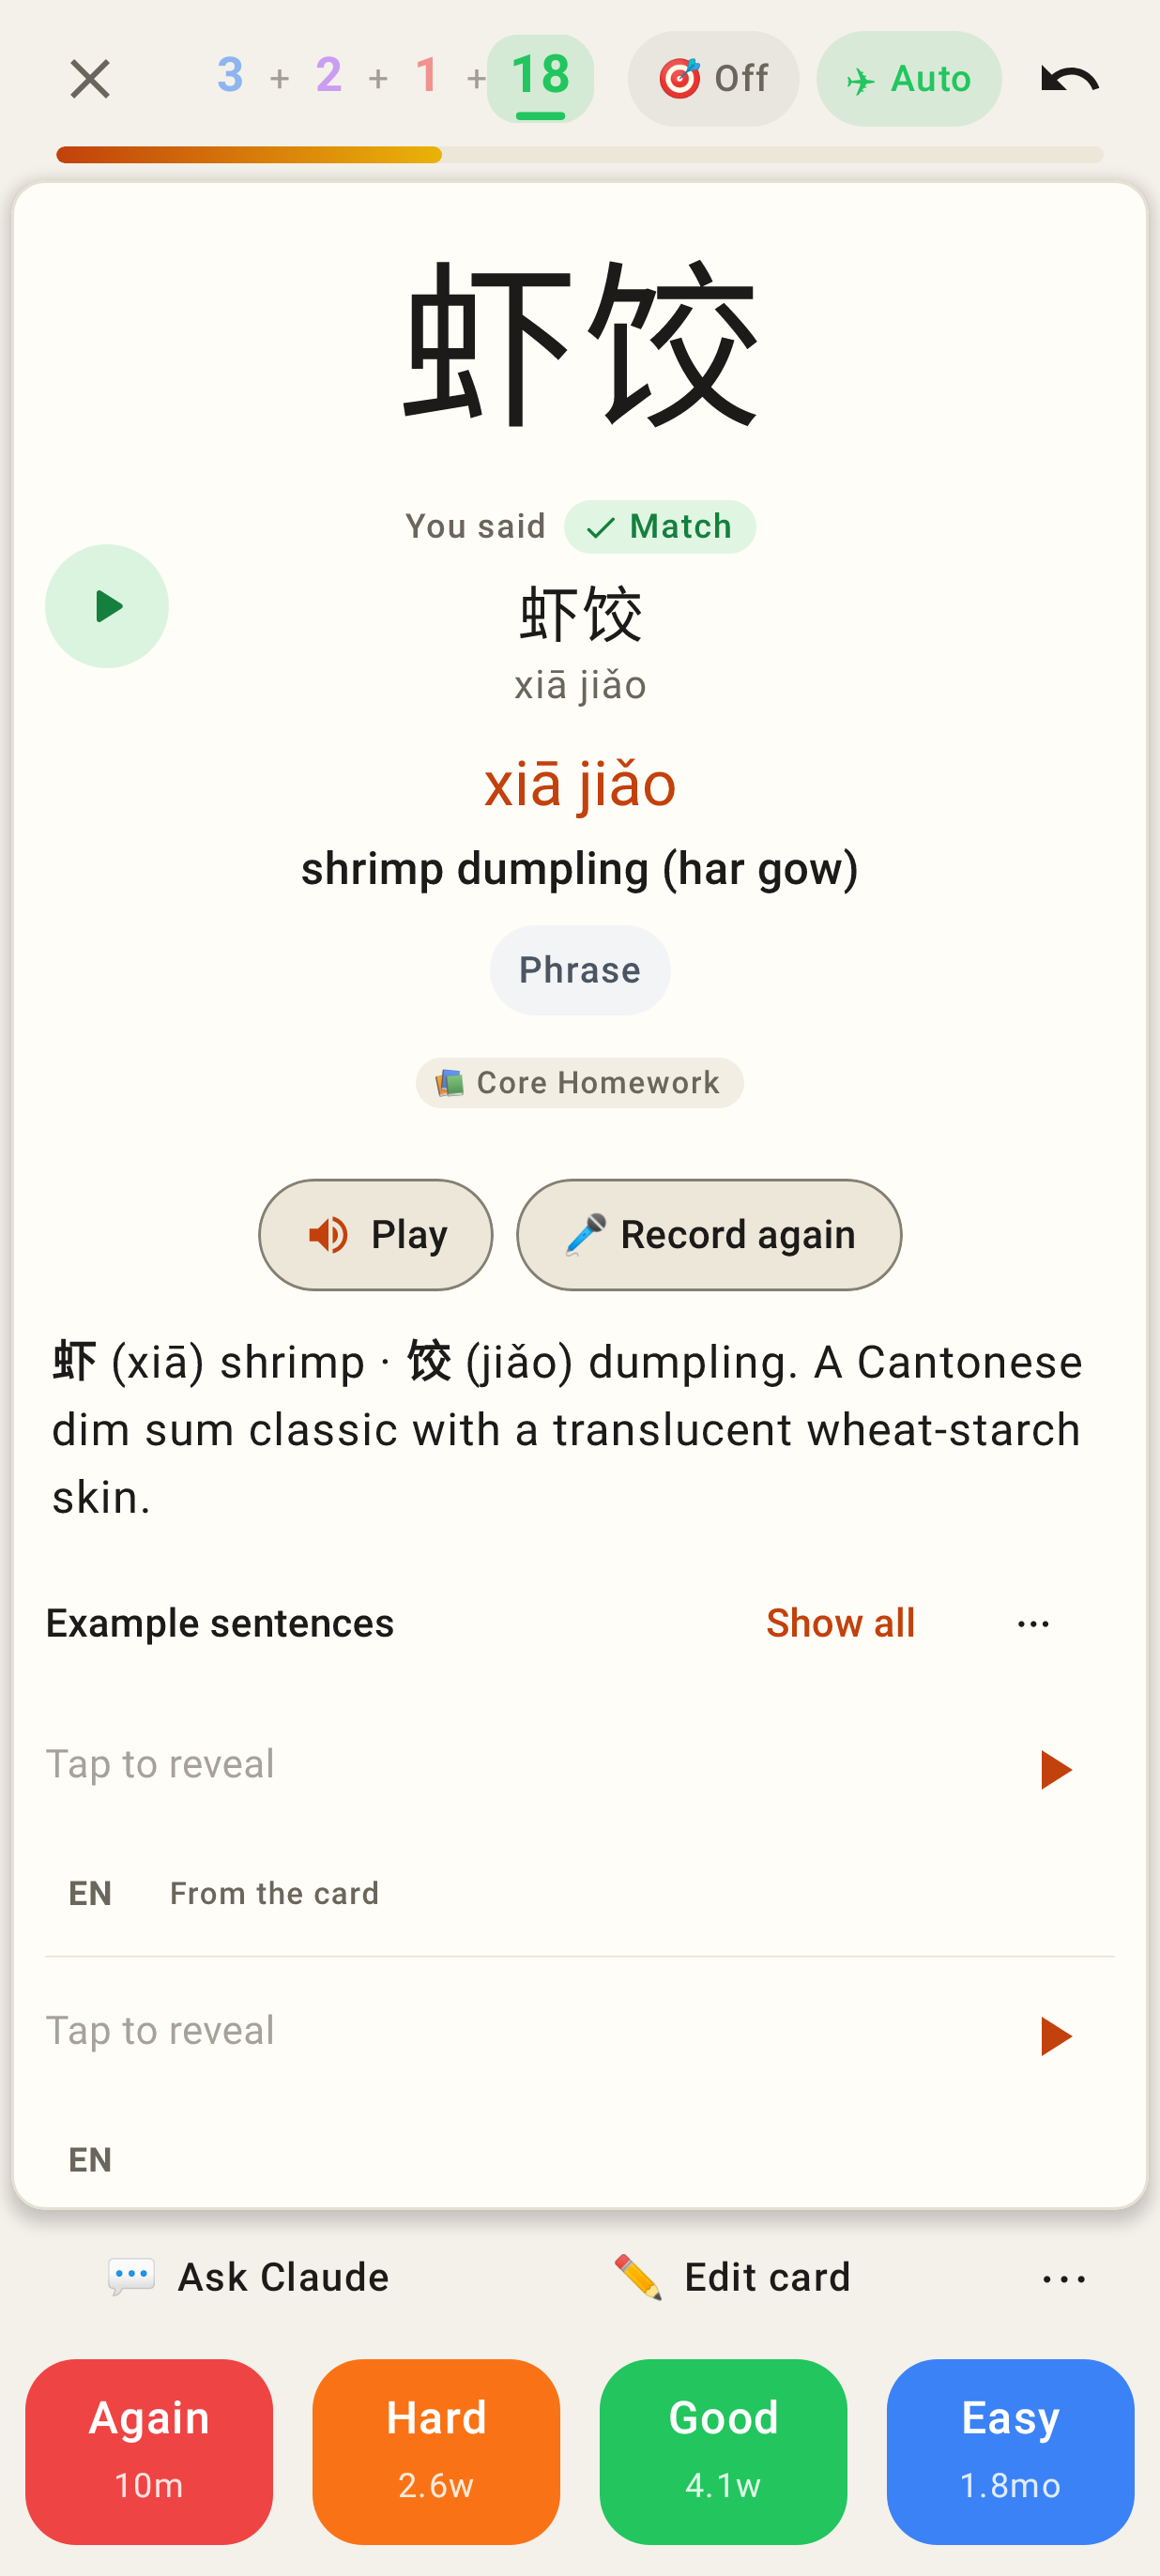 3 + 2 + 1 + 18 Off Auto
虾饺
You said Match
虾饺
xiā jiǎo
xiā jiǎo
shrimp dumpling (har gow)
Phrase
Core Homework
Play Record again
虾 (xiā) shrimp · 饺 (jiǎo) dumpling. A Cantonese
dim sum classic with a translucent wheat-starch
skin.
Example sentences Show all ...
Tap to reveal
EN From the card
Tap to reveal
EN
Ask Claude Edit card ...
Again Hard Good Easy
10m 2.6w 4.1w 1.8mo